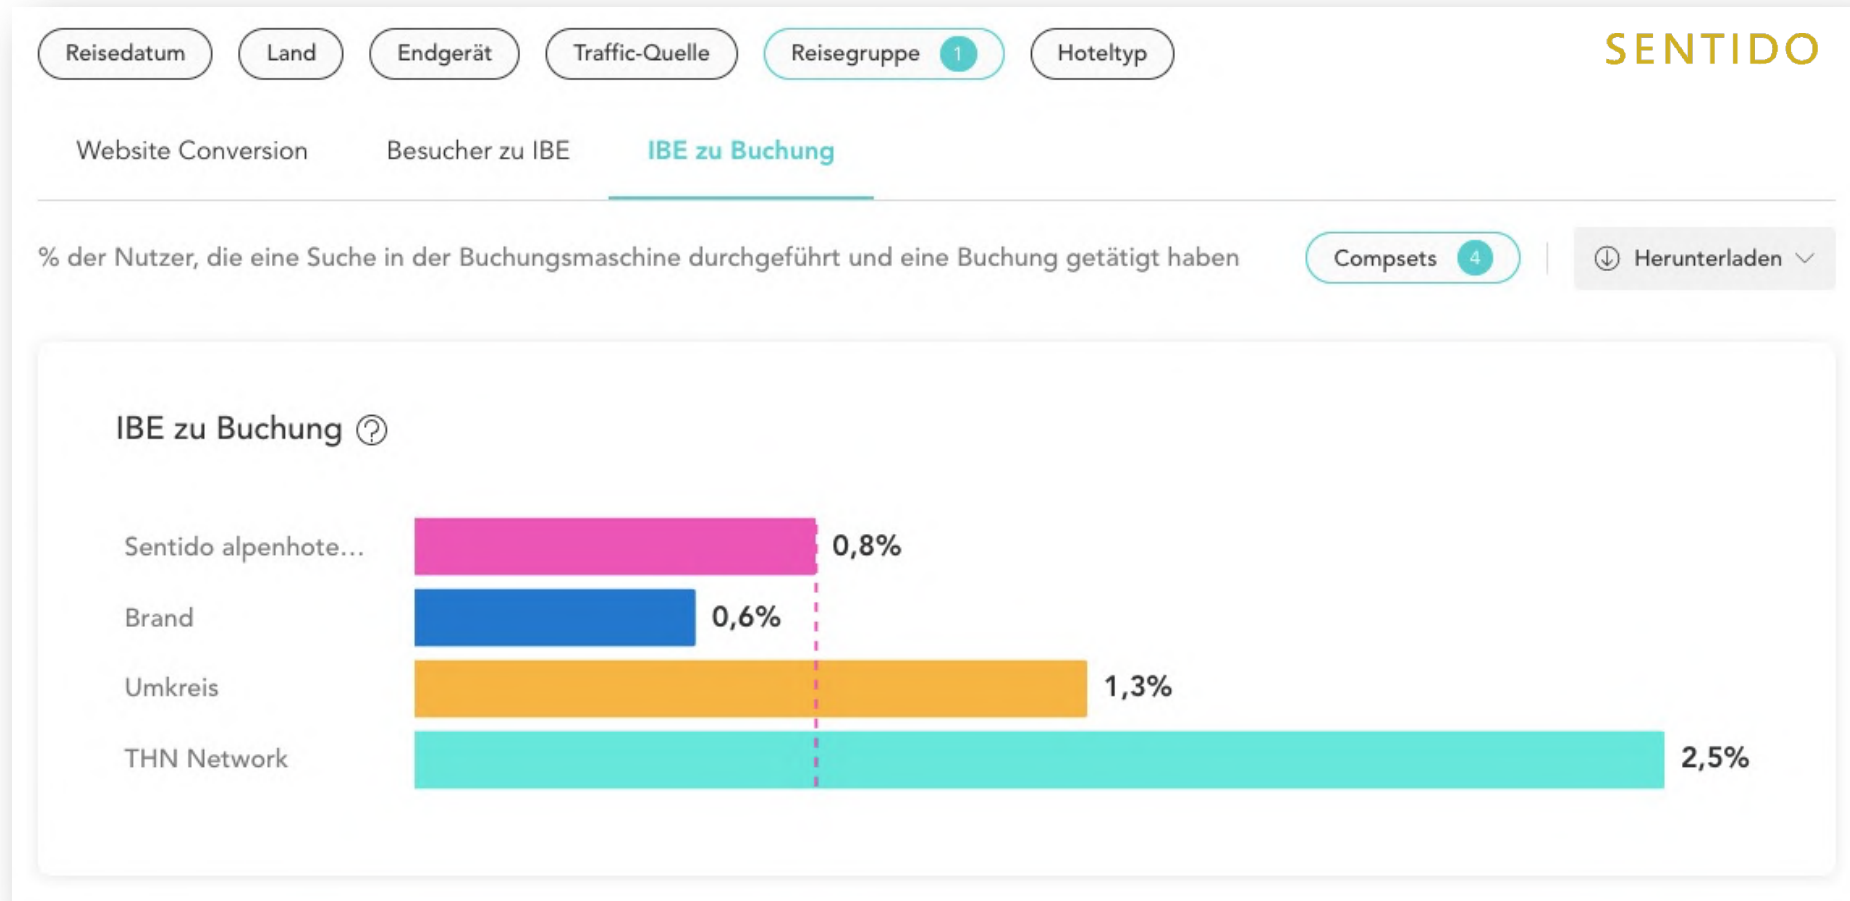 Reisedatum Land Endgerät Traffic-Quelle Reisegruppe 1 Hoteltyp SENTIDO
Website Conversion Besucher zu IBE IBE zu Buchung
% der Nutzer, die eine Suche in der Buchungsmaschine durchgeführt und eine Buchung getätigt haben Compsets 4 Herunterladen
IBE zu Buchung ?
Sentido alpenhote... 0,8%
Brand 0,6%
Umkreis 1,3%
THN Network 2,5%